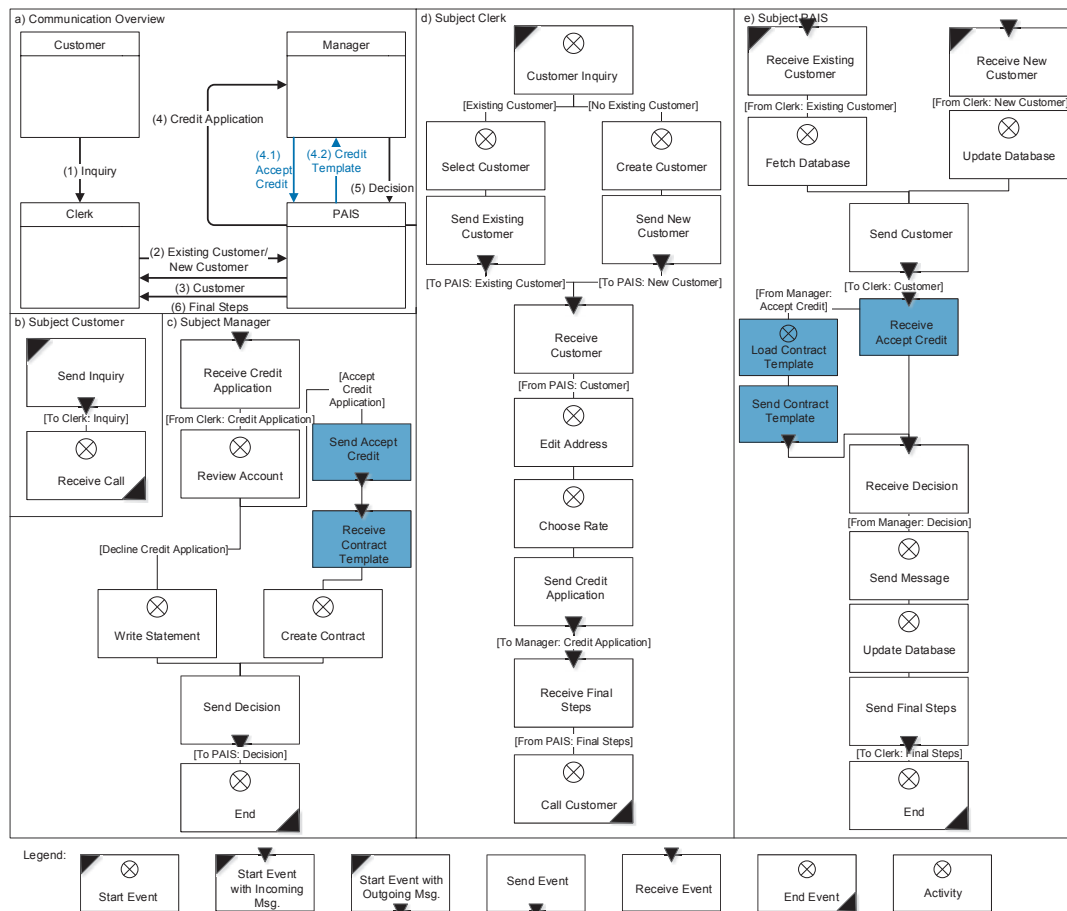 a) Communication Overview
Customer
Manager
(4) Credit Application
(4.1)
Accept
Credit
(4.2) Credit
Template
(1) Inquiry
(5) Decision
Clerk
PAIS
(2) Existing Customer/
New Customer
(3) Customer
(6) Final Steps
b) Subject Customer
Send Inquiry
[To Clerk: Inquiry]
Receive Call
c) Subject Manager
Receive Credit
Application
[Accept
Credit
Application]
[From Clerk: Credit Application]
Send Accept
Credit
Review Account
Receive
Contract
Template
[Decline Credit Application]
Write Statement
Create Contract
Send Decision
[To PAIS: Decision]
End
d) Subject Clerk
Customer Inquiry
[Existing Customer]
[No Existing Customer]
Select Customer
Create Customer
Send Existing
Customer
Send New
Customer
[To PAIS: Existing Customer]
[To PAIS: New Customer]
Receive
Customer
[From PAIS: Customer]
Edit Address
Choose Rate
Send Credit
Application
[To Manager: Credit Application]
Receive Final
Steps
[From PAIS: Final Steps]
Call Customer
e) Subject PAIS
Receive Existing
Customer
Receive New
Customer
[From Clerk: Existing Customer]
[From Clerk: New Customer]
Fetch Database
Update Database
Send Customer
[To Clerk: Customer]
[From Manager:
Accept Credit]
Receive
Accept Credit
Load Contract
Template
Send Contract
Template
Receive Decision
[From Manager: Decision]
Send Message
Update Database
Send Final Steps
[To Clerk: Final Steps]
End
Legend:
Start Event
Start Event
with Incoming
Msg.
Start Event with
Outgoing Msg.
Send Event
Receive Event
End Event
Activity